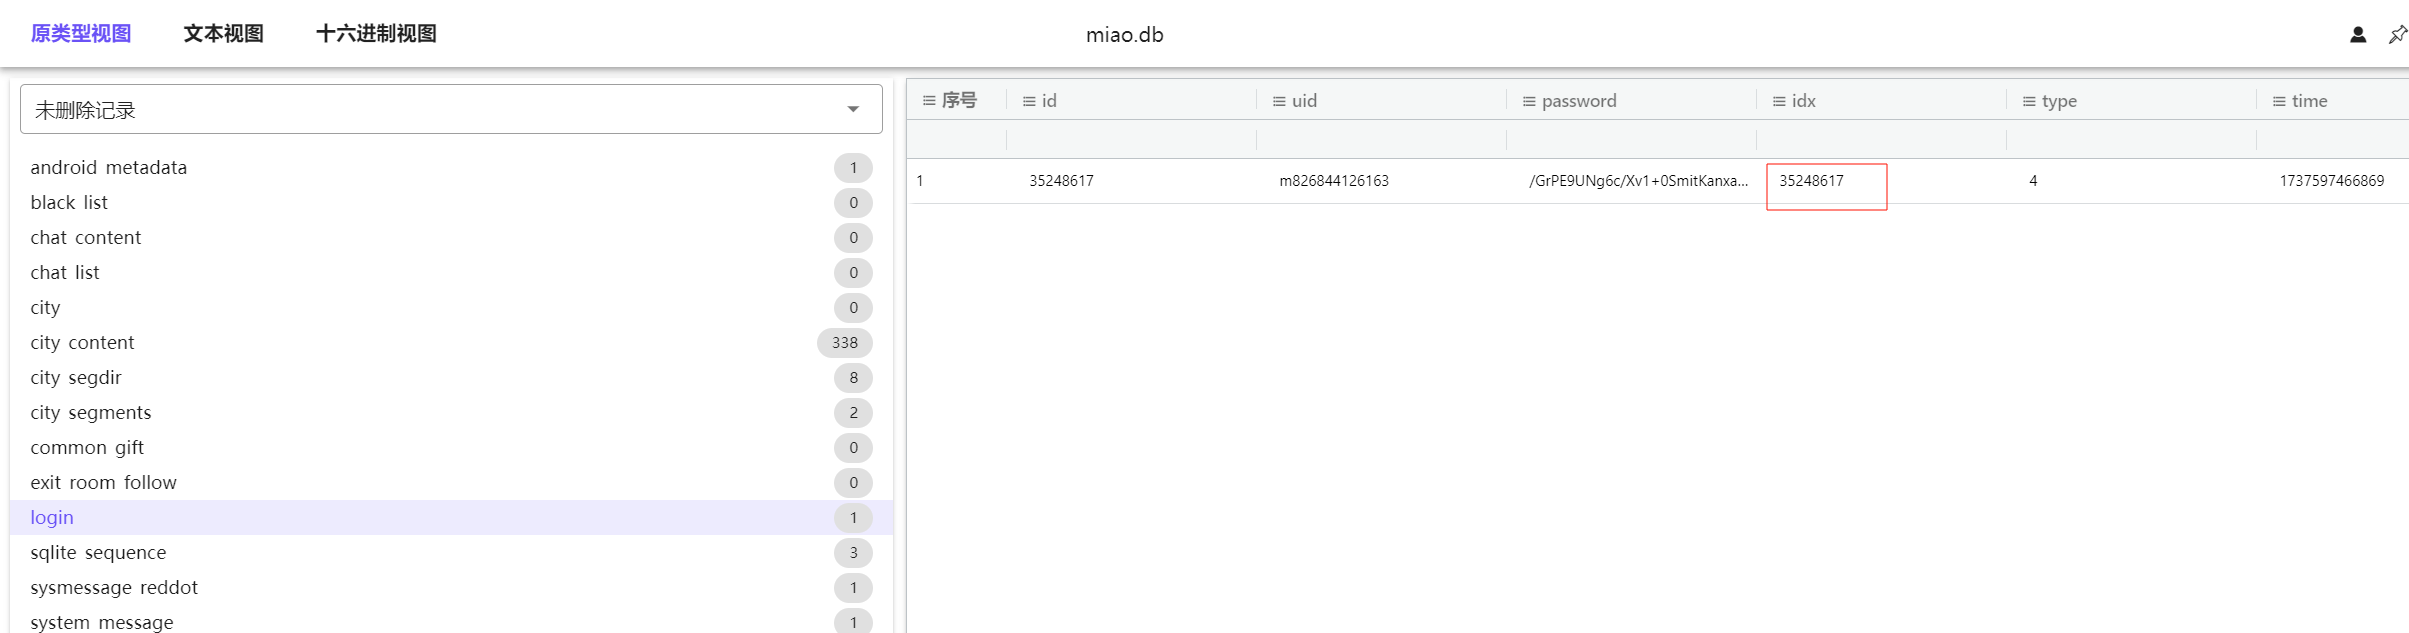 原类型视图 文本视图 十六进制视图 miao.db
未删除记录
android metadata 1
black list 0
chat content 0
chat list 0
city 0
city content 338
city segdir 8
city segments 2
common gift 0
exit room follow 0
login 1
sqlite sequence 3
sysmessage reddot 1
system message 1
序号 id uid password idx type time
1 35248617 m826844126163 /GrPE9UNg6c/Xv1+0SmitKanxa... 35248617 4 1737597466869